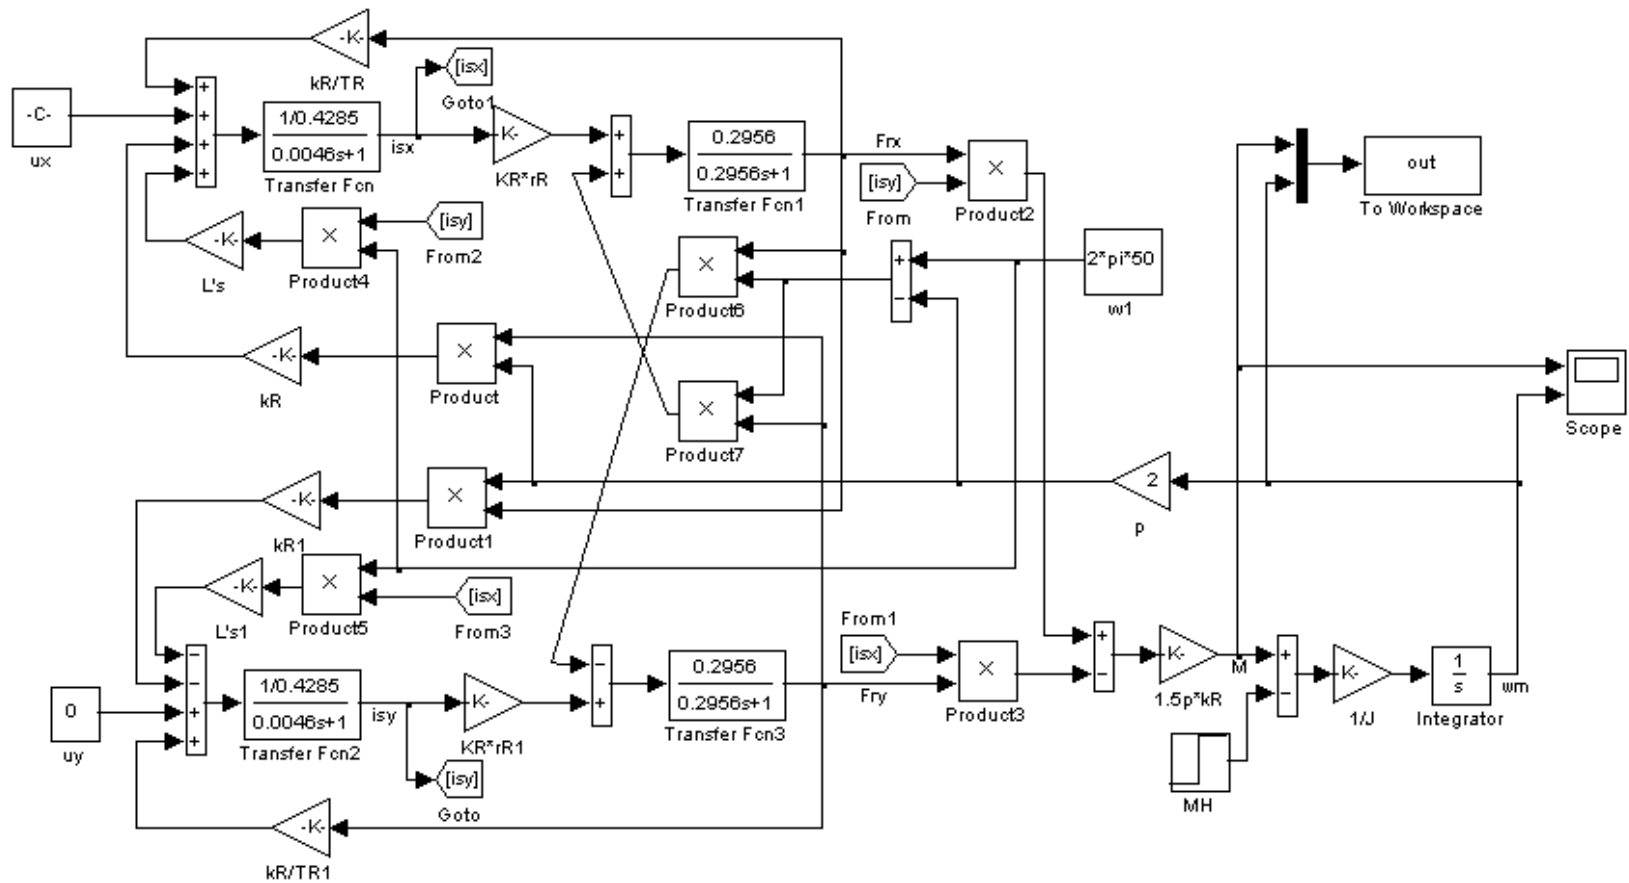 -K-
kR/TR
[isx]
Goto1
-C-
ux
+
+
+
+
1/0.4285
0.0046s+1
Transfer Fcn
isx
K-
KR*rR
+
+
0.2956
0.2956s+1
Transfer Fcn1
Frx
[isy]
From
×
Product2
out
To Workspace
-K-
L's
×
Product4
[isy]
From2
×
Product6
+
−
2*pi*50
w1
-K-
kR
×
Product
×
Product7
Scope
-K-
kR1
×
Product1
2
p
-K-
L's1
×
Product5
[isx]
From3
−
−
+
+
0
uy
1/0.4285
0.0046s+1
Transfer Fcn2
isy
K-
KR*rR1
−
+
0.2956
0.2956s+1
Transfer Fcn3
Fry
From1
[isx]
×
Product3
+
−
K-
1.5p*kR
M
+
−
K-
1/J
1
s
Integrator
wm
MH
[isy]
Goto
-K-
kR/TR1